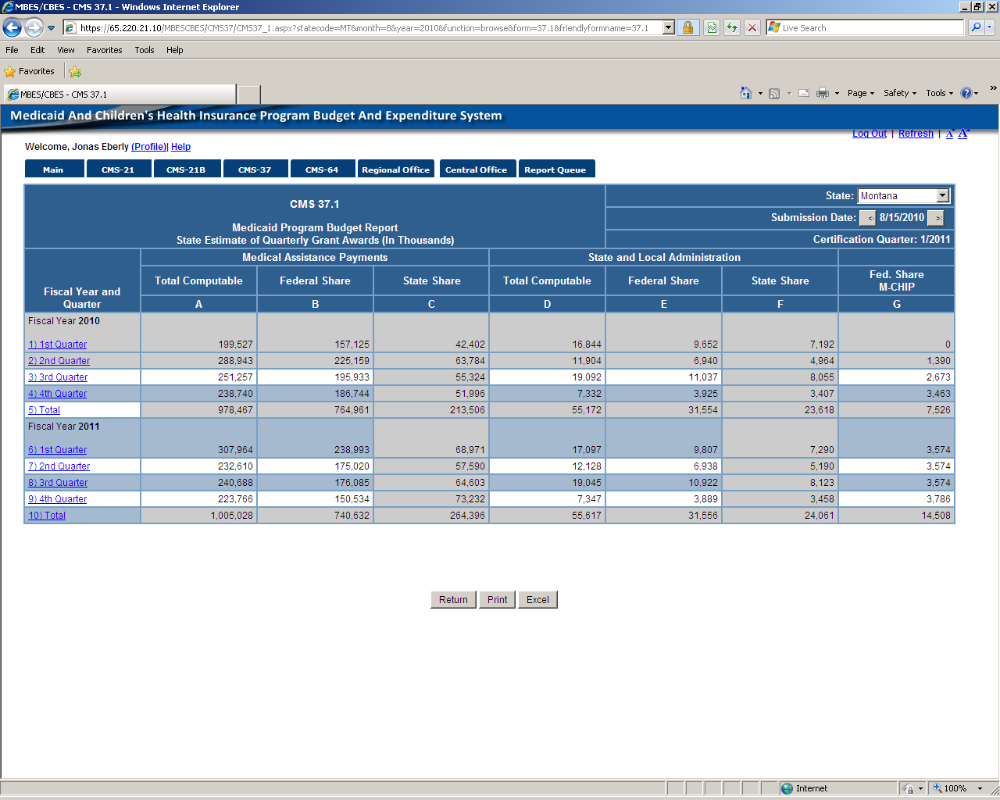 MBES/CBES - CMS 37.1 - Windows Internet Explorer
https://65.220.21.10/MBESCBES/CMS37/CMS37_1.aspx?statecode=MT&month=8&year=2010&function=browse&form=37.1&friendlyformname=37.1
Live Search
File Edit View Favorites Tools Help
Favorites
MBES/CBES - CMS 37.1
Page Safety Tools
Medicaid And Children's Health Insurance Program Budget And Expenditure System
Log Out | Refresh | A A
Welcome, Jonas Eberly (Profile)| Help
Main CMS-21 CMS-21B CMS-37 CMS-64 Regional Office Central Office Report Queue
CMS 37.1
Medicaid Program Budget Report
State Estimate of Quarterly Grant Awards (In Thousands)
State: Montana
Submission Date: < 8/15/2010 >
Certification Quarter: 1/2011
Medical Assistance Payments State and Local Administration
Fiscal Year and Quarter Total Computable Federal Share State Share Total Computable Federal Share State Share Fed. Share M-CHIP
A B C D E F G
Fiscal Year 2010
1) 1st Quarter 199,527 157,125 42,402 16,844 9,652 7,192 0
2) 2nd Quarter 288,943 225,159 63,784 11,904 6,940 4,964 1,390
3) 3rd Quarter 251,257 195,933 55,324 19,092 11,037 8,055 2,673
4) 4th Quarter 238,740 186,744 51,996 7,332 3,925 3,407 3,463
5) Total 978,467 764,961 213,506 55,172 31,554 23,618 7,526
Fiscal Year 2011
6) 1st Quarter 307,964 238,993 68,971 17,097 9,807 7,290 3,574
7) 2nd Quarter 232,610 175,020 57,590 12,128 6,938 5,190 3,574
8) 3rd Quarter 240,688 176,085 64,603 19,045 10,922 8,123 3,574
9) 4th Quarter 223,766 150,534 73,232 7,347 3,889 3,458 3,786
10) Total 1,005,028 740,632 264,396 55,617 31,556 24,061 14,508
Return Print Excel
Internet 100%